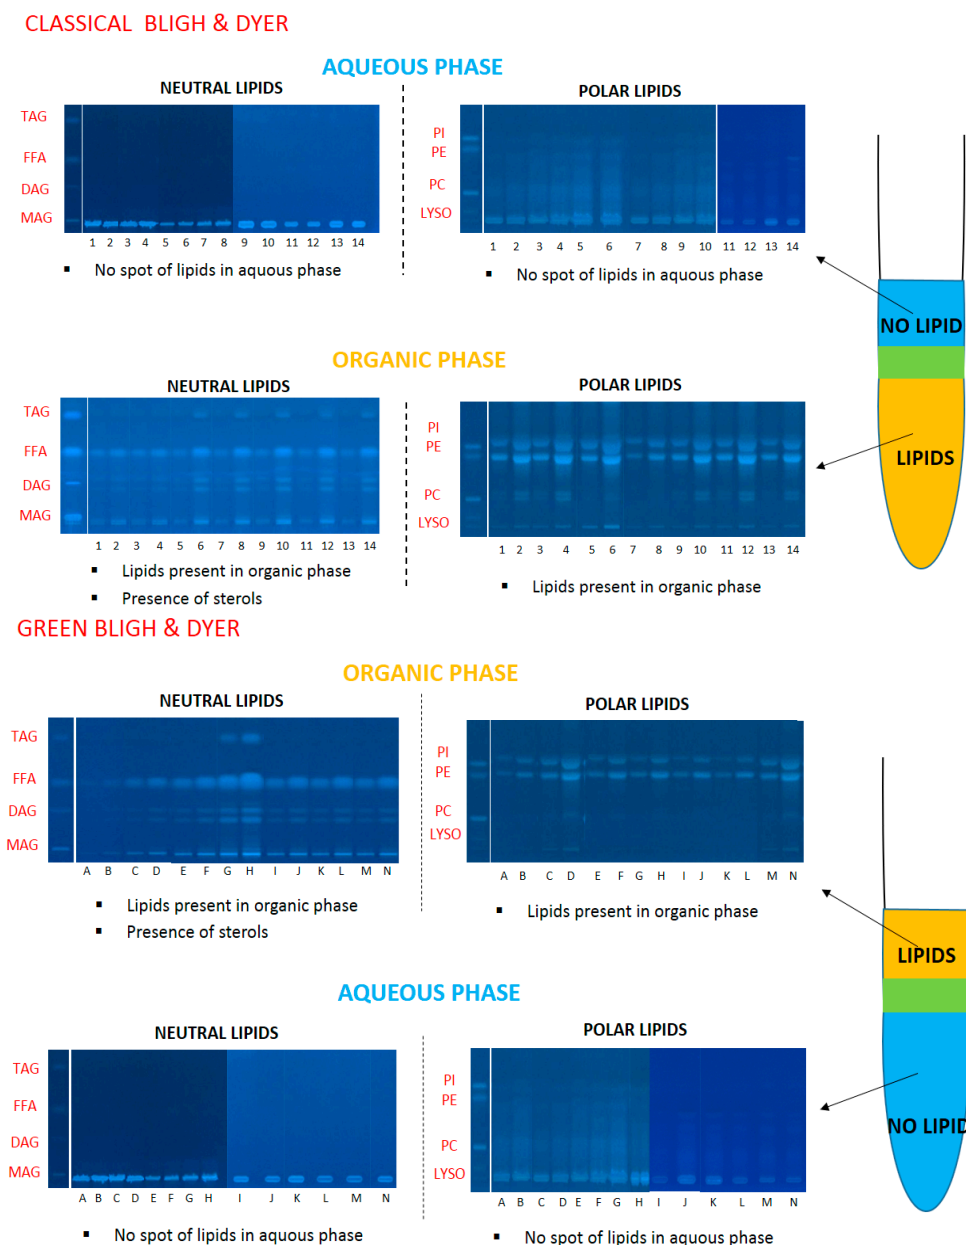 CLASSICAL BLIGH & DYER
AQUEOUS PHASE
NEUTRAL LIPIDS
POLAR LIPIDS
TAG
FFA
DAG
MAG
1 2 3 4 5 6 7 8 9 10 11 12 13 14
PI
PE
PC
LYSO
1 2 3 4 5 6 7 8 9 10 11 12 13 14
▪ No spot of lipids in aquous phase
▪ No spot of lipids in aquous phase
NO LIPID
LIPIDS
ORGANIC PHASE
NEUTRAL LIPIDS
POLAR LIPIDS
TAG
FFA
DAG
MAG
1 2 3 4 5 6 7 8 9 10 11 12 13 14
PI
PE
PC
LYSO
1 2 3 4 5 6 7 8 9 10 11 12 13 14
▪ Lipids present in organic phase
▪ Presence of sterols
▪ Lipids present in organic phase
GREEN BLIGH & DYER
ORGANIC PHASE
NEUTRAL LIPIDS
POLAR LIPIDS
TAG
FFA
DAG
MAG
A B C D E F G H I J K L M N
PI
PE
PC
LYSO
A B C D E F G H I J K L M N
▪ Lipids present in organic phase
▪ Presence of sterols
▪ Lipids present in organic phase
LIPIDS
NO LIPID
AQUEOUS PHASE
NEUTRAL LIPIDS
POLAR LIPIDS
TAG
FFA
DAG
MAG
A B C D E F G H I J K L M N
PI
PE
PC
LYSO
A B C D E F G H I J K L M N
▪ No spot of lipids in aquous phase
▪ No spot of lipids in aquous phase